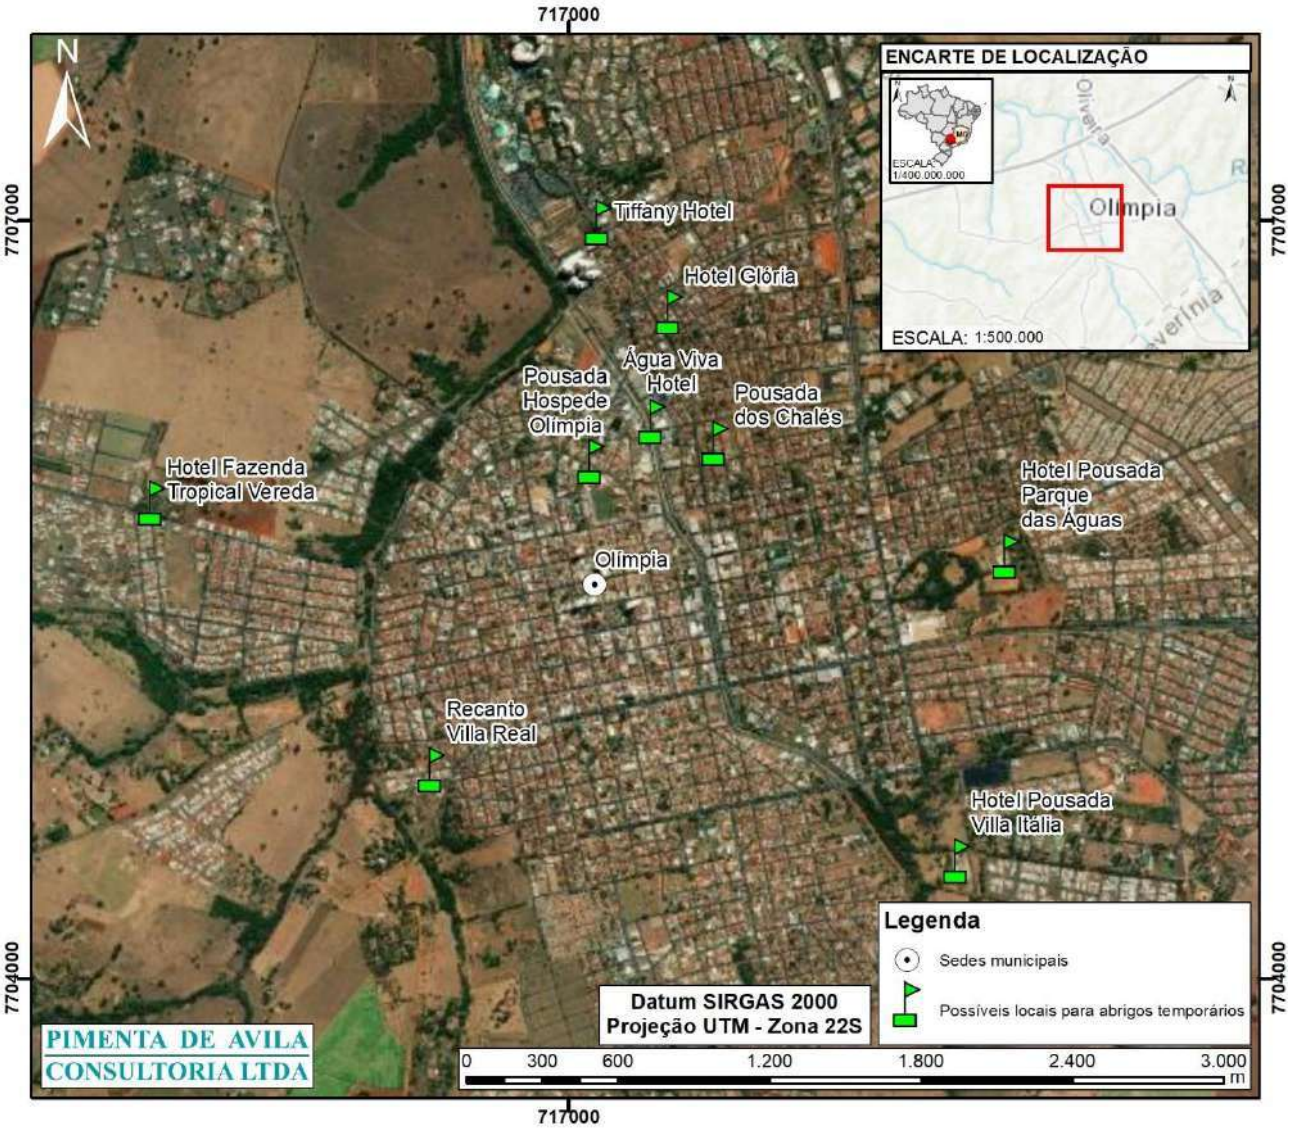 717000
N
7707000
7707000
ENCARTE DE LOCALIZAÇÃO
N
N
MG
ESCALA:
1/400.000.000
Oliveira
Olímpia
everínia
ESCALA: 1:500.000
Tiffany Hotel
Hotel Glória
Água Viva
Hotel
Pousada
Hospede
Olímpia
Pousada
dos Chalés
Hotel Fazenda
Tropical Vereda
Hotel Pousada
Parque
das Águas
Olímpia
Recanto
Villa Real
Hotel Pousada
Villa Itália
7704000
7704000
Legenda
Sedes municipais
Possíveis locais para abrigos temporários
Datum SIRGAS 2000
Projeção UTM - Zona 22S
PIMENTA DE AVILA
CONSULTORIA LTDA
0 300 600 1.200 1.800 2.400 3.000
m
717000